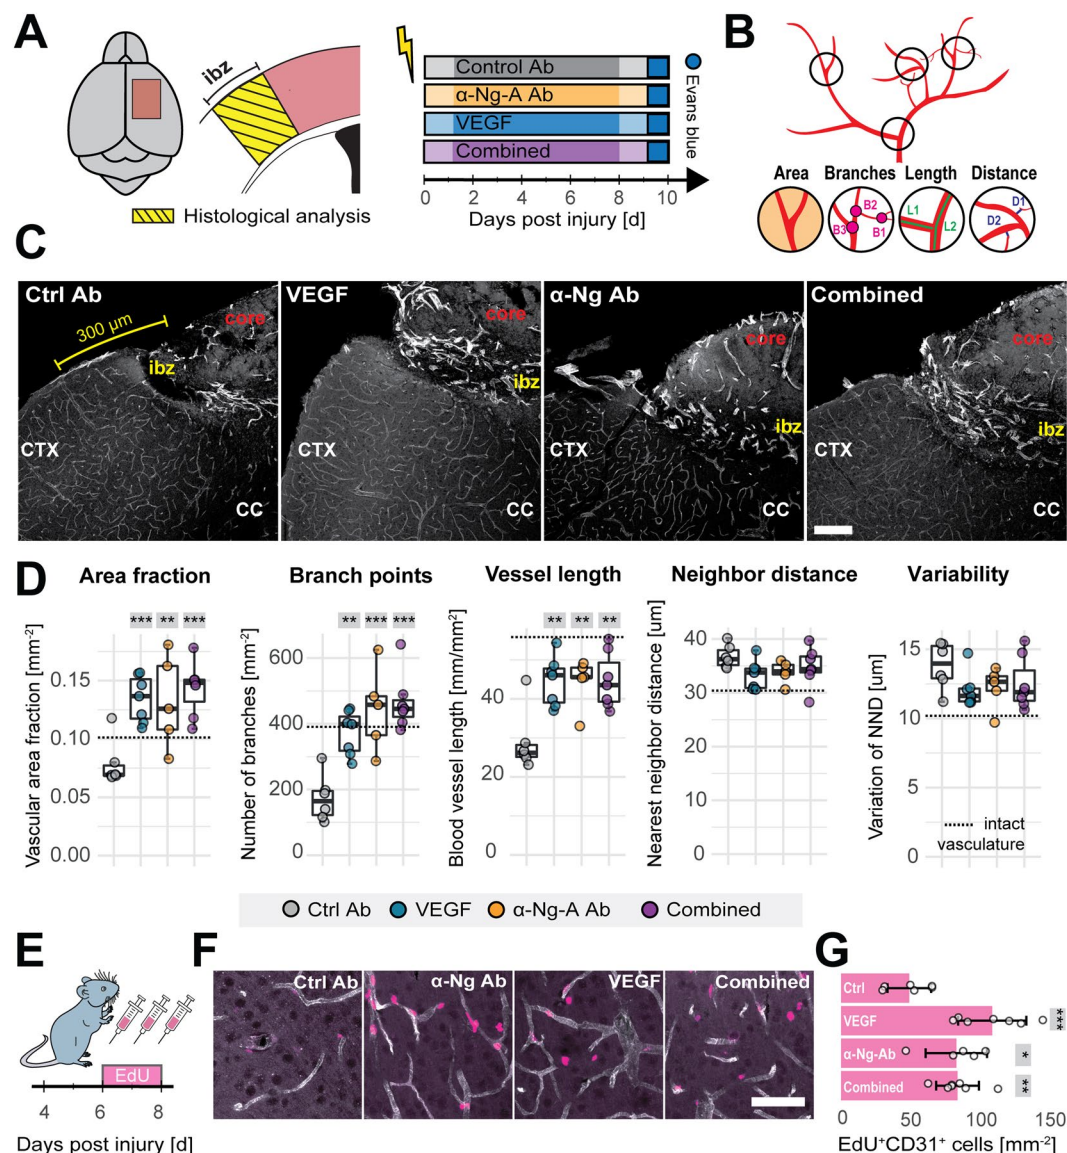 A
ibz
Histological analysis
Control Ab
α-Ng-A Ab
VEGF
Combined
Evans blue
0 2 4 6 8 10
Days post injury [d]
B
Area Branches Length Distance
B2
B3 B1
L1
L2
D1
D2
C
Ctrl Ab
300 µm
core
ibz
CTX
CC
VEGF
core
ibz
CTX
CC
α-Ng Ab
core
ibz
CTX
CC
Combined
core
ibz
CTX
CC
D
Area fraction
Vascular area fraction [mm-2]
*** ** ***
0.15
0.10
0.05
0.00
Branch points
Number of branches [mm-2]
** *** ***
600
400
200
0
Vessel length
Blood vessel length [mm/mm2]
** ** **
40
20
0
Neighbor distance
Nearest neighbor distance [um]
40
30
20
10
0
Variability
Variation of NND [um]
15
10
5
0
intact
vasculature
Ctrl Ab VEGF α-Ng-A Ab Combined
E
EdU
4 6 8
Days post injury [d]
F
Ctrl Ab
α-Ng Ab
VEGF
Combined
G
Ctrl
VEGF ***
α-Ng-Ab *
Combined **
0 50 100 150
EdU+CD31+ cells [mm-2]